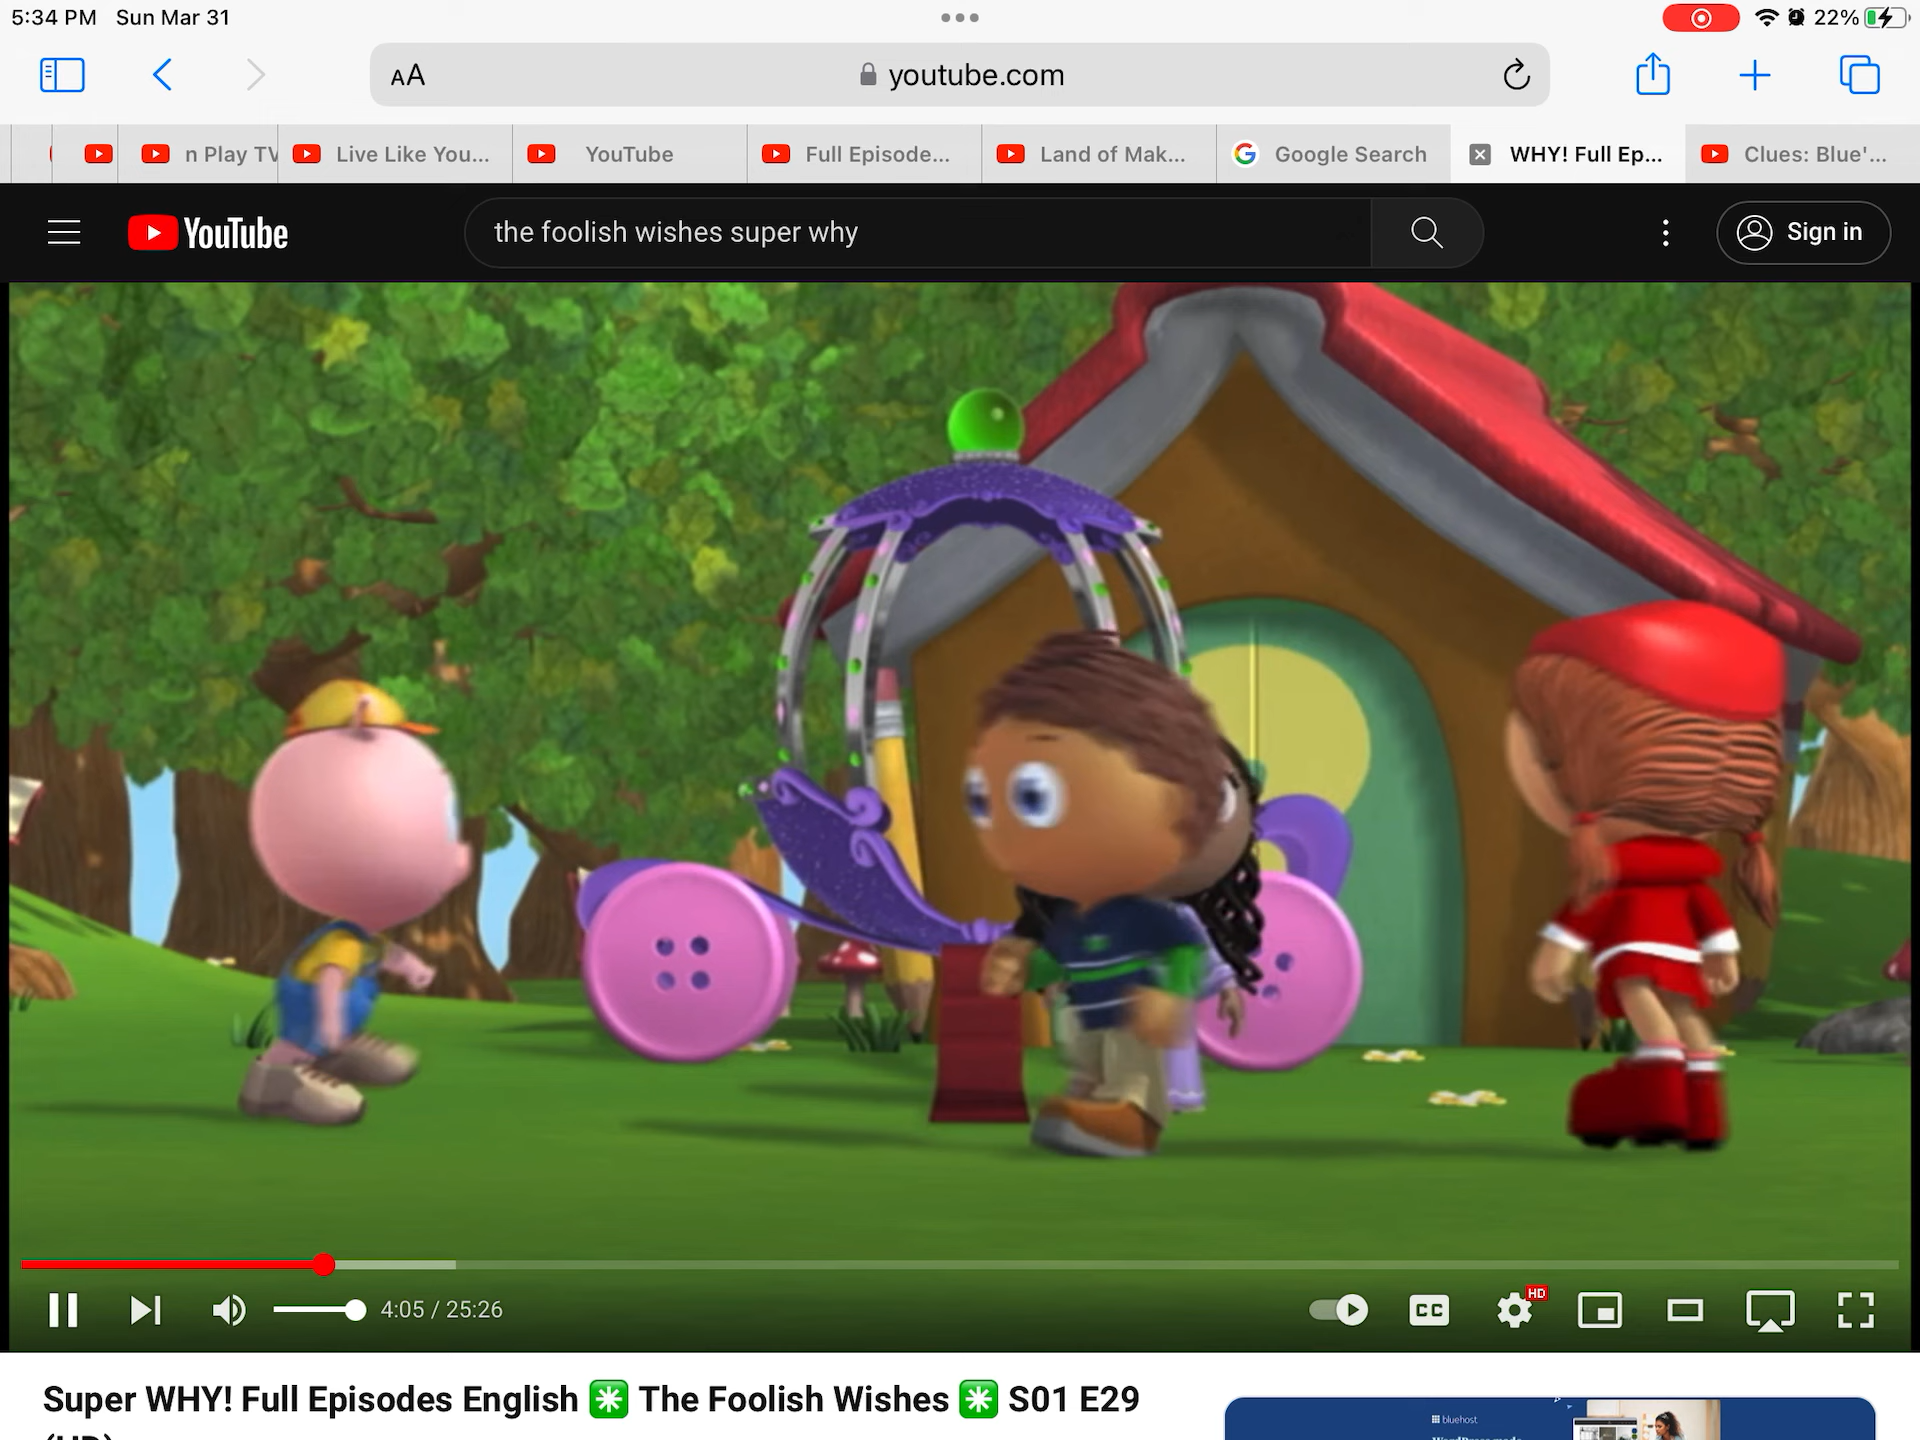 5:34 PM Sun Mar 31
22%
AA youtube.com
n Play TV Live Like You... YouTube Full Episode... Land of Mak... Google Search WHY! Full Ep... Clues: Blue'...
YouTube the foolish wishes super why Sign in
4:05 / 25:26 CC HD
Super WHY! Full Episodes English ✳️ The Foolish Wishes ✳️ S01 E29
bluehost